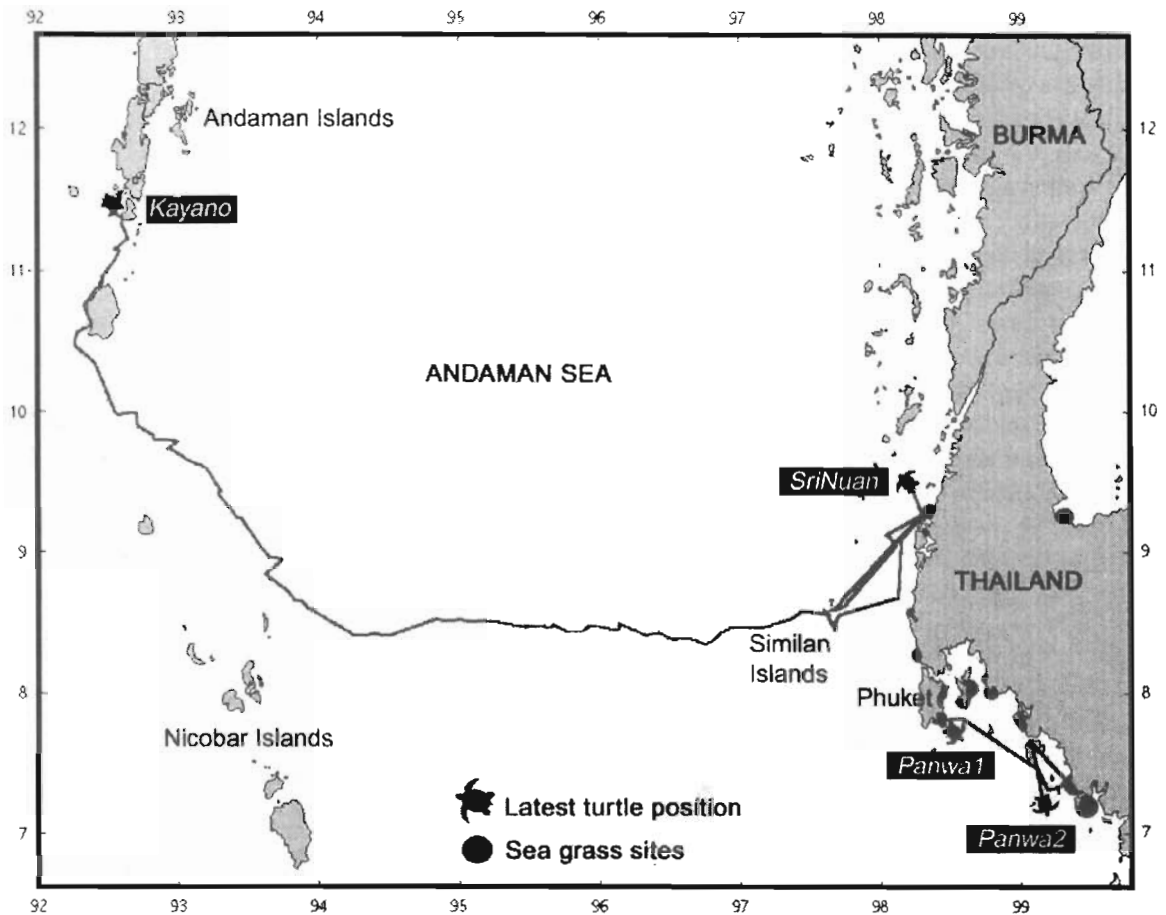 92 93 94 95 96 97 98 99
12 Andaman Islands BURMA 12
Kayano
11 11
ANDAMAN SEA
10 10
SriNuan
9 9
THAILAND
Similan
Islands
8 Phuket 8
Nicobar Islands
Panwa1
Latest turtle position
7 7
Panwa2
Sea grass sites
92 93 94 95 96 97 98 99